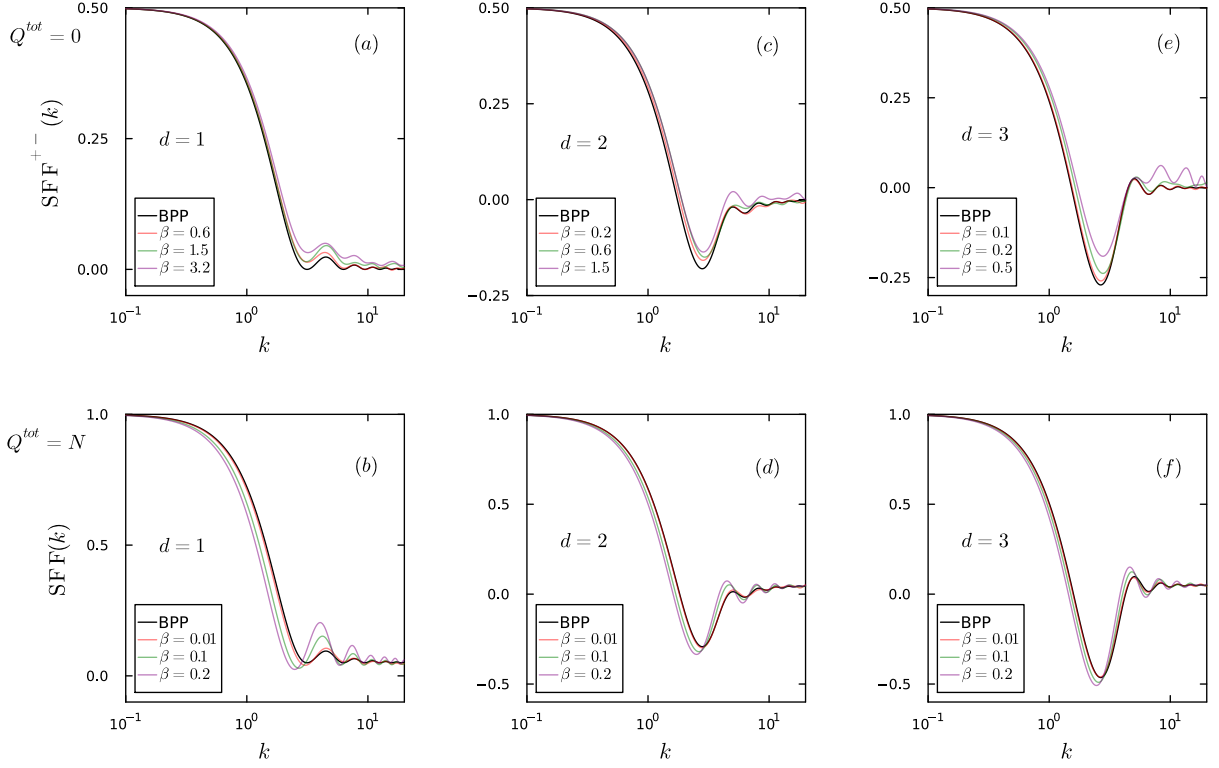 Q^{tot} = 0
SFF^{+-}(k)
0.50
0.25
0.00
(a)
d = 1
BPP
β = 0.6
β = 1.5
β = 3.2
10^{-1} 10^{0} 10^{1}
k
0.50
0.25
0.00
−0.25
(c)
d = 2
BPP
β = 0.2
β = 0.6
β = 1.5
10^{-1} 10^{0} 10^{1}
k
0.50
0.25
0.00
−0.25
(e)
d = 3
BPP
β = 0.1
β = 0.2
β = 0.5
10^{-1} 10^{0} 10^{1}
k
Q^{tot} = N
SFF(k)
1.0
0.5
0.0
(b)
d = 1
BPP
β = 0.01
β = 0.1
β = 0.2
10^{-1} 10^{0} 10^{1}
k
1.0
0.5
0.0
−0.5
(d)
d = 2
BPP
β = 0.01
β = 0.1
β = 0.2
10^{-1} 10^{0} 10^{1}
k
1.0
0.5
0.0
−0.5
(f)
d = 3
BPP
β = 0.01
β = 0.1
β = 0.2
10^{-1} 10^{0} 10^{1}
k